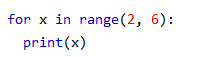 for x in range(2, 6):
  print(x)